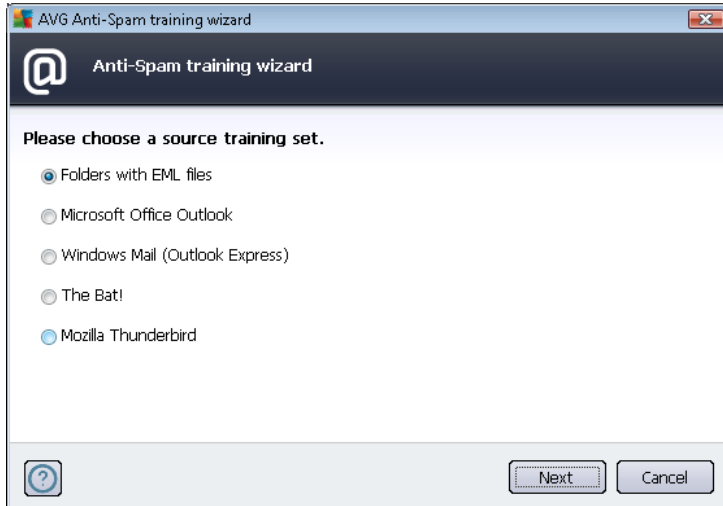 AVG Anti-Spam training wizard
Anti-Spam training wizard
Please choose a source training set.
Folders with EML files
Microsoft Office Outlook
Windows Mail (Outlook Express)
The Bat!
Mozilla Thunderbird
? Next Cancel